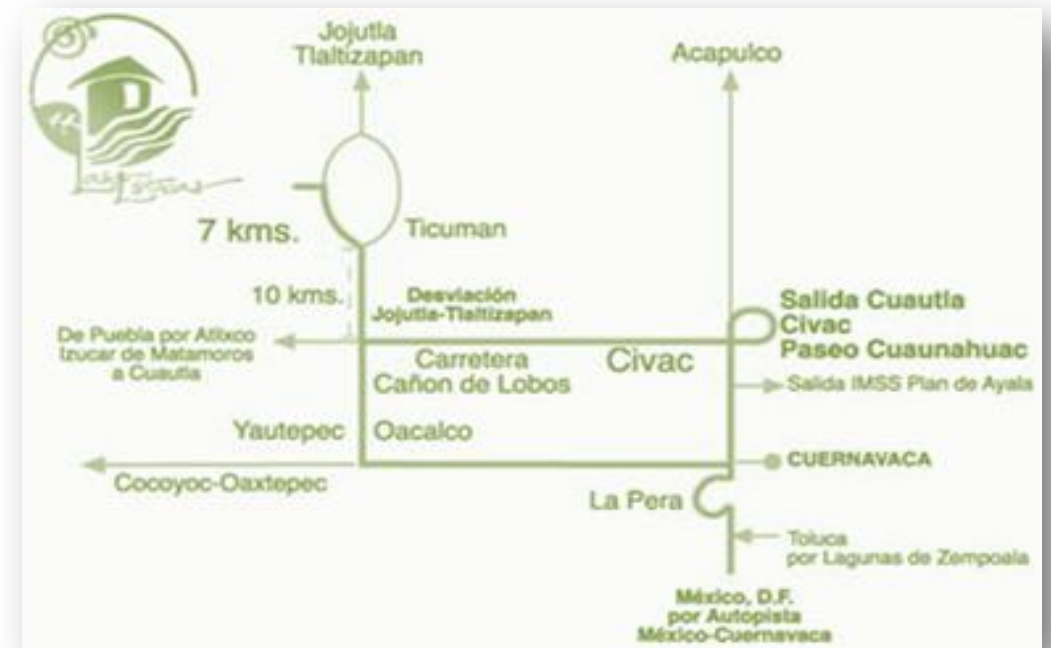 Jojutla
Tlaltizapan
Acapulco
Las Estacas
7 kms.
Ticuman
10 kms.
Desviación
Jojutla-Tlaltizapan
Salida Cuautla
Civac
Paseo Cuaunahuac
De Puebla por Atlixco
Izucar de Matamoros
a Cuautla
Carretera
Cañon de Lobos
Civac
Salida IMSS Plan de Ayala
Yautepec
Oacalco
CUERNAVACA
Cocoyoc-Oaxtepec
La Pera
Toluca
por Lagunas de Zempoala
México, D.F.
por Autopista
México-Cuernavaca